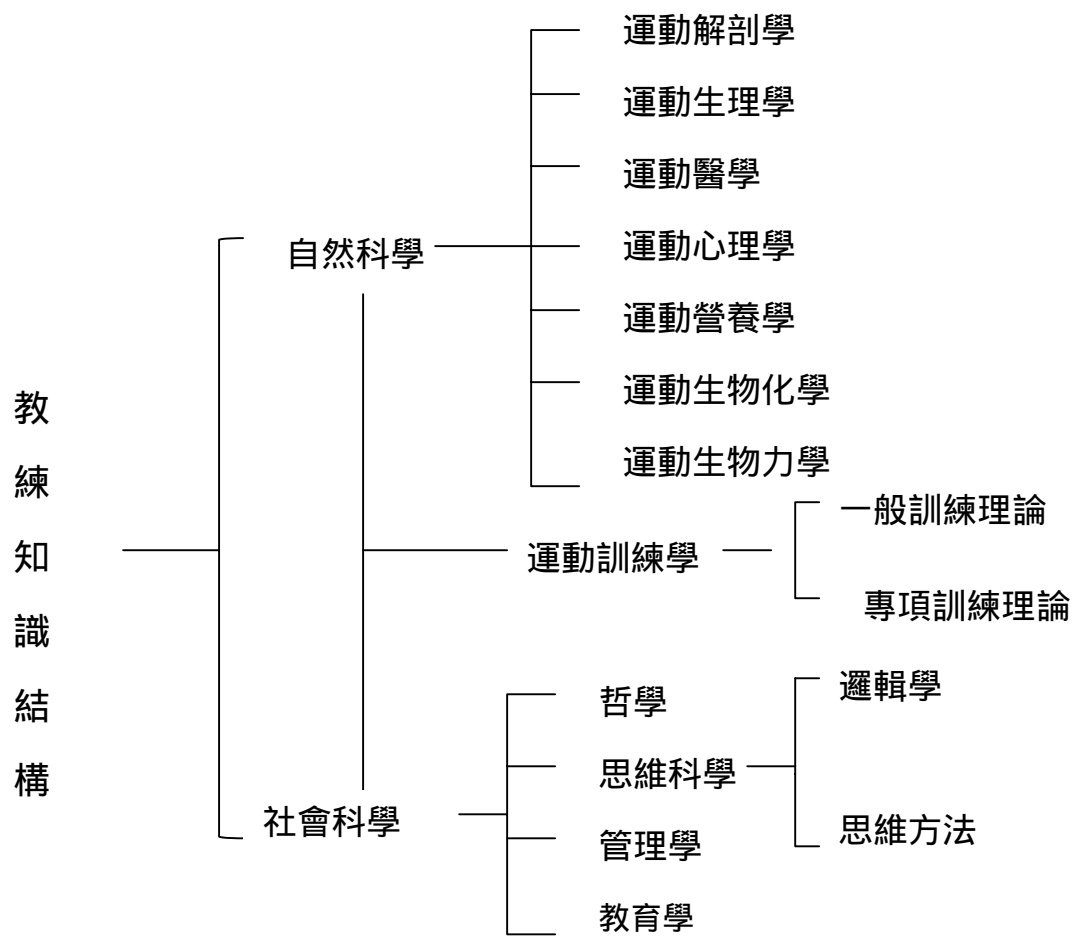 教練知識結構
自然科學
運動解剖學
運動生理學
運動醫學
運動心理學
運動營養學
運動生物化學
運動生物力學
運動訓練學
一般訓練理論
專項訓練理論
社會科學
哲學
思維科學
邏輯學
思維方法
管理學
教育學